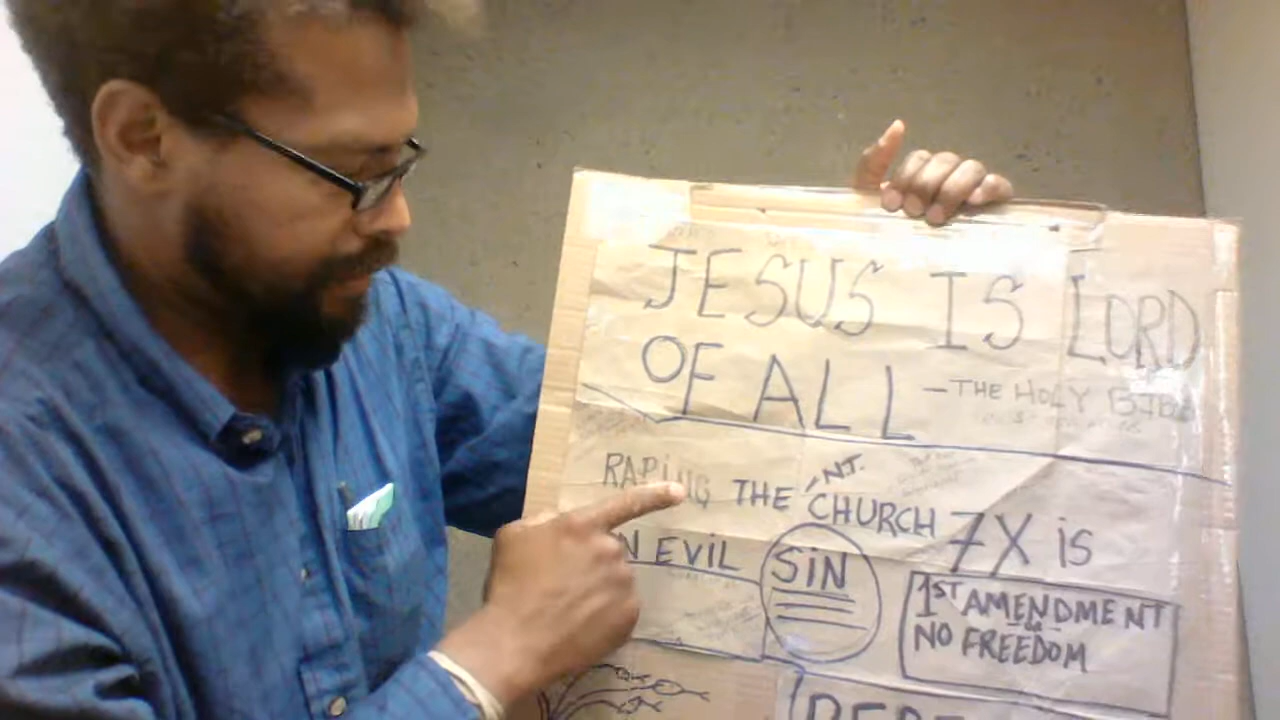 JESUS IS LORD
OF ALL – THE HOLY
RAPING THE NT. CHURCH 7X IS
EVIL SIN
1ST AMENDMENT
NO FREEDOM